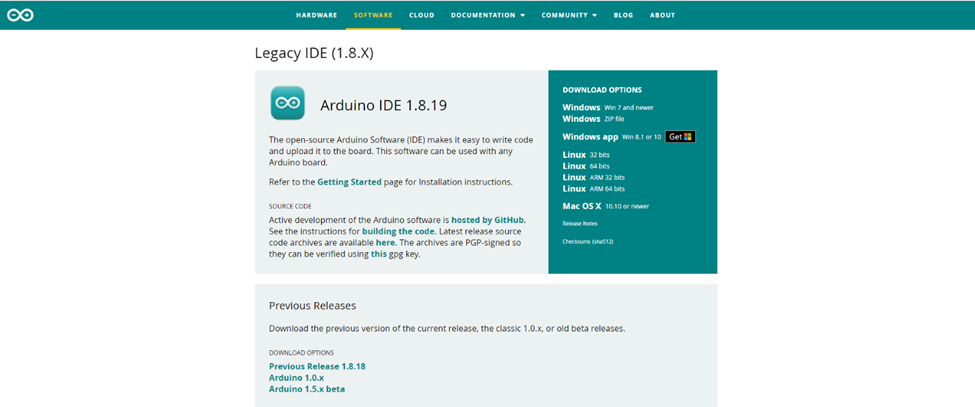 HARDWARE SOFTWARE CLOUD DOCUMENTATION COMMUNITY BLOG ABOUT
Legacy IDE (1.8.X)
Arduino IDE 1.8.19
The open-source Arduino Software (IDE) makes it easy to write code
and upload it to the board. This software can be used with any
Arduino board.
Refer to the Getting Started page for Installation instructions.
SOURCE CODE
Active development of the Arduino software is hosted by GitHub.
See the instructions for building the code. Latest release source
code archives are available here. The archives are PGP-signed so
they can be verified using this gpg key.
DOWNLOAD OPTIONS
Windows Win 7 and newer
Windows ZIP file
Windows app Win 8.1 or 10 Get
Linux 32 bits
Linux 64 bits
Linux ARM 32 bits
Linux ARM 64 bits
Mac OS X 10.10 or newer
Release Notes
Checksums (sha512)
Previous Releases
Download the previous version of the current release, the classic 1.0.x, or old beta releases.
DOWNLOAD OPTIONS
Previous Release 1.8.18
Arduino 1.0.x
Arduino 1.5.x beta